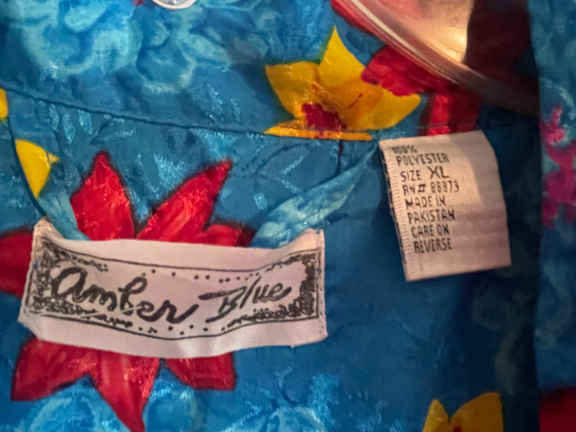 Amber Blue
100%
POLYESTER
SIZE XL
RN# 88873
MADE IN
PAKISTAN
CARE ON
REVERSE